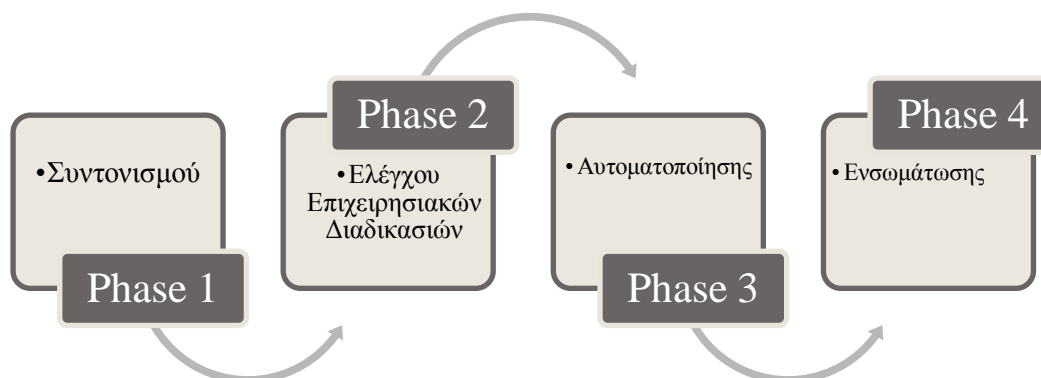 •Συντονισμού
Phase 1
Phase 2
•Ελέγχου
Επιχειρησιακών
Διαδικασιών
•Αυτοματοποίησης
Phase 3
Phase 4
•Ενσωμάτωσης